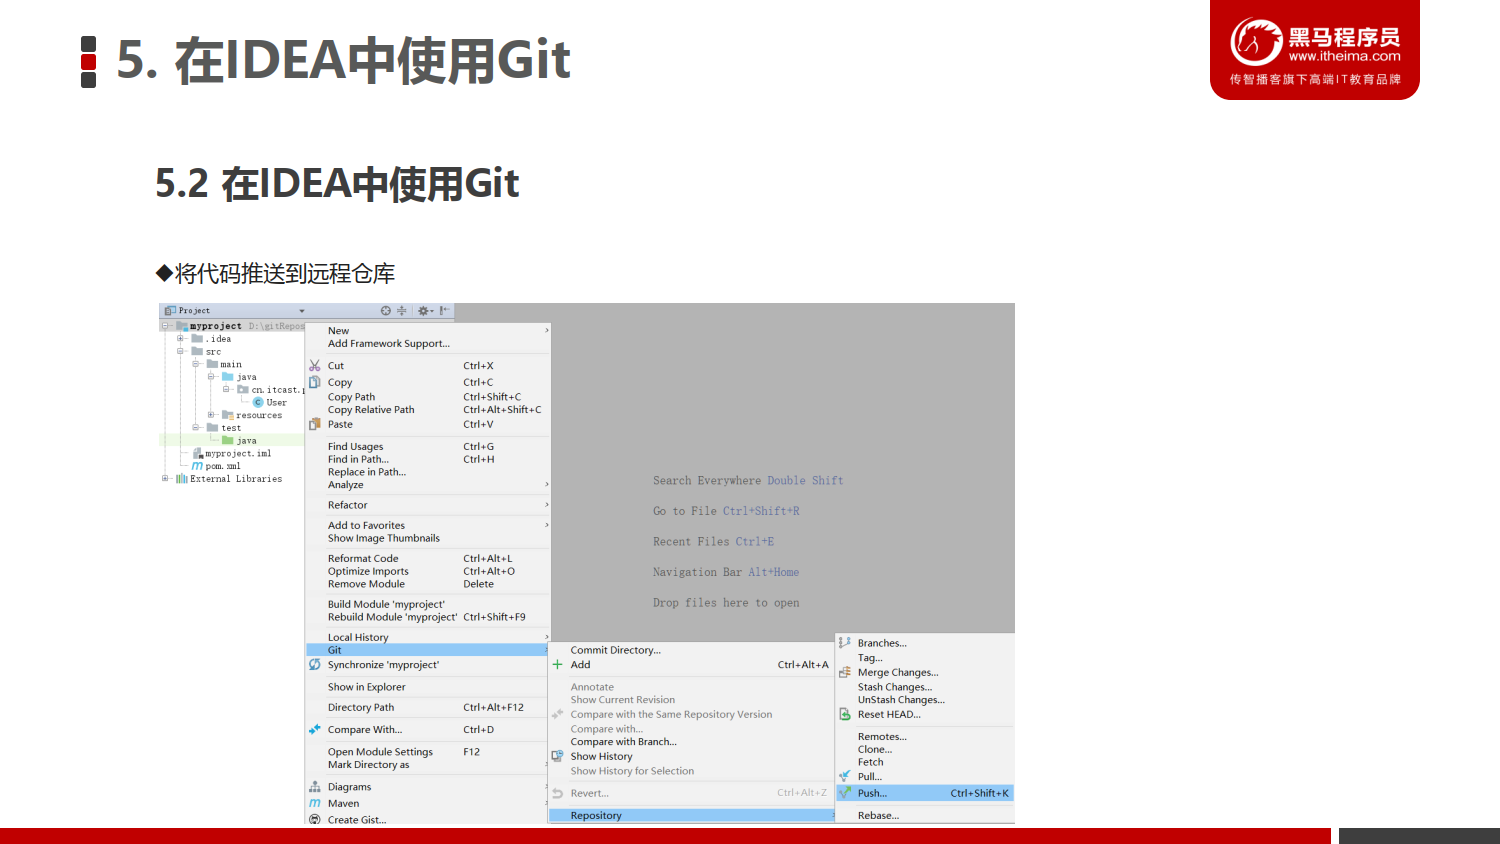 5. 在IDEA中使用Git
黑马程序员
www.itheima.com
传智播客旗下高端IT教育品牌
5.2 在IDEA中使用Git
◆将代码推送到远程仓库
Project
myproject D:\gitRepos
.idea
src
main
java
cn.itcast.
User
resources
test
java
myproject.iml
pom.xml
External Libraries
New
Add Framework Support...
Cut Ctrl+X
Copy Ctrl+C
Copy Path Ctrl+Shift+C
Copy Relative Path Ctrl+Alt+Shift+C
Paste Ctrl+V
Find Usages Ctrl+G
Find in Path... Ctrl+H
Replace in Path...
Analyze
Refactor
Add to Favorites
Show Image Thumbnails
Reformat Code Ctrl+Alt+L
Optimize Imports Ctrl+Alt+O
Remove Module Delete
Build Module 'myproject'
Rebuild Module 'myproject' Ctrl+Shift+F9
Local History
Git
Synchronize 'myproject'
Show in Explorer
Directory Path Ctrl+Alt+F12
Compare With... Ctrl+D
Open Module Settings F12
Mark Directory as
Diagrams
Maven
Create Gist...
Search Everywhere Double Shift
Go to File Ctrl+Shift+R
Recent Files Ctrl+E
Navigation Bar Alt+Home
Drop files here to open
Commit Directory...
Add Ctrl+Alt+A
Annotate
Show Current Revision
Compare with the Same Repository Version
Compare with...
Compare with Branch...
Show History
Show History for Selection
Revert... Ctrl+Alt+Z
Repository
Branches...
Tag...
Merge Changes...
Stash Changes...
UnStash Changes...
Reset HEAD...
Remotes...
Clone...
Fetch
Pull...
Push... Ctrl+Shift+K
Rebase...